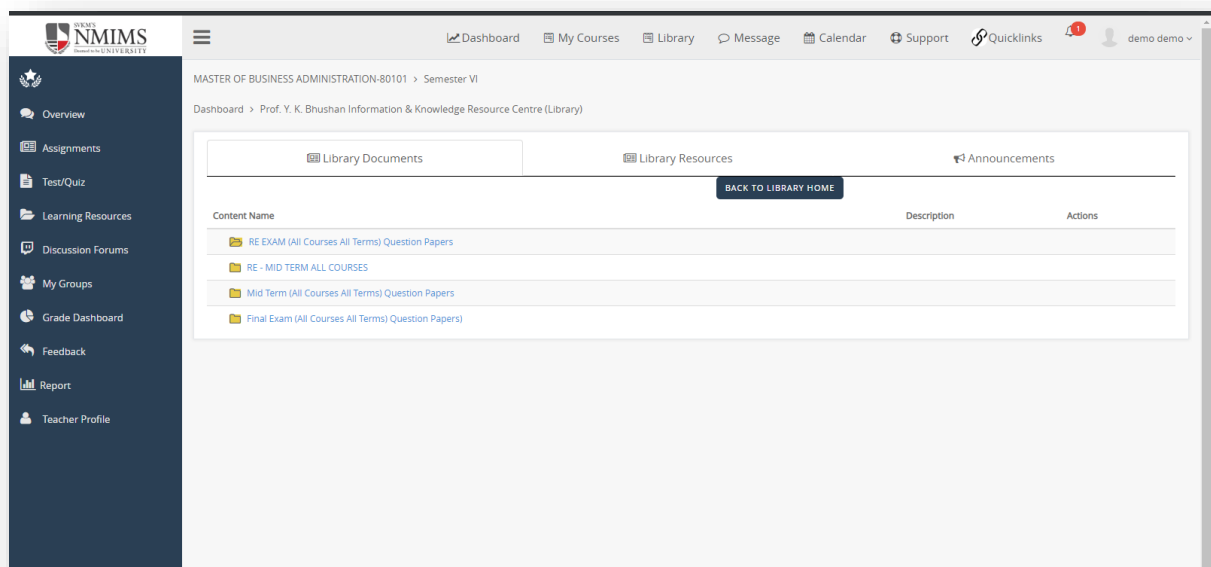 SVKM'S
NMIMS
Deemed to be UNIVERSITY
Dashboard My Courses Library Message Calendar Support Quicklinks 1 demo demo
MASTER OF BUSINESS ADMINISTRATION-80101 > Semester VI
Dashboard > Prof. Y. K. Bhushan Information & Knowledge Resource Centre (Library)
Overview
Assignments
Test/Quiz
Learning Resources
Discussion Forums
My Groups
Grade Dashboard
Feedback
Report
Teacher Profile
Library Documents Library Resources Announcements
BACK TO LIBRARY HOME
Content Name Description Actions
RE EXAM (All Courses All Terms) Question Papers
RE - MID TERM ALL COURSES
Mid Term (All Courses All Terms) Question Papers
Final Exam (All Courses All Terms) Question Papers)